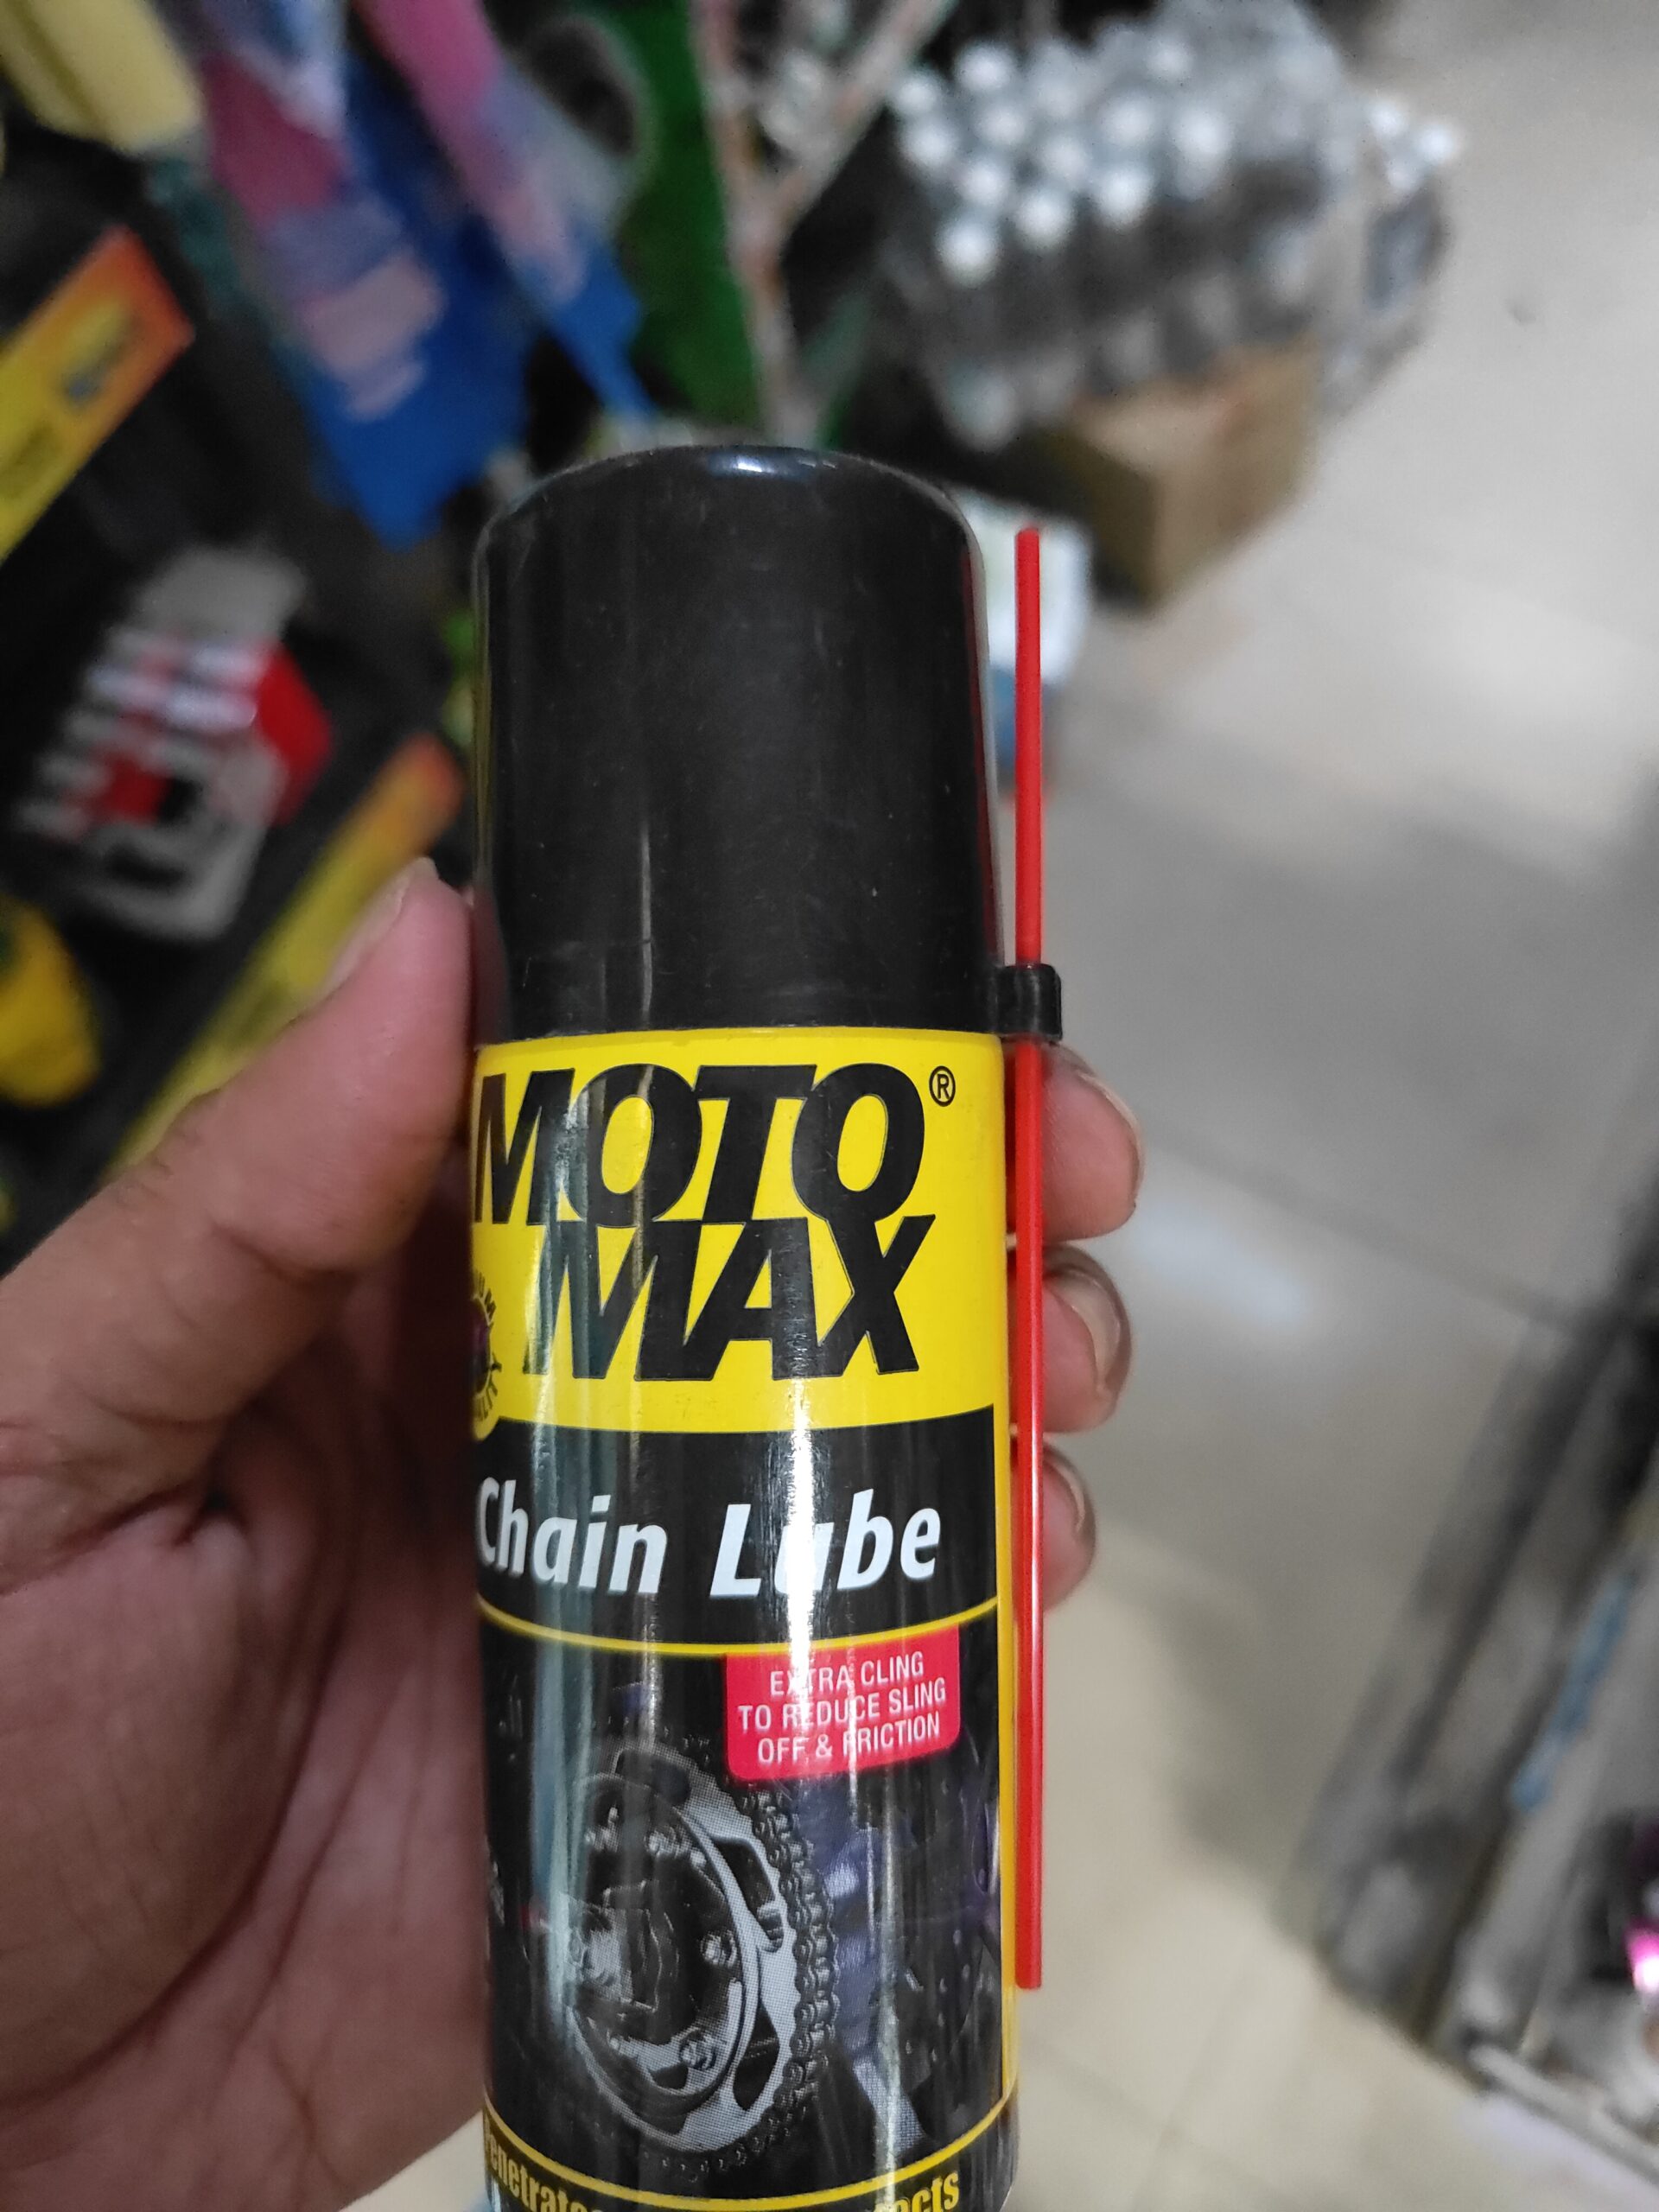 MOTO®
MAX
Chain Lube
EXTRA CLING
TO REDUCE SLING
OFF & FRICTION